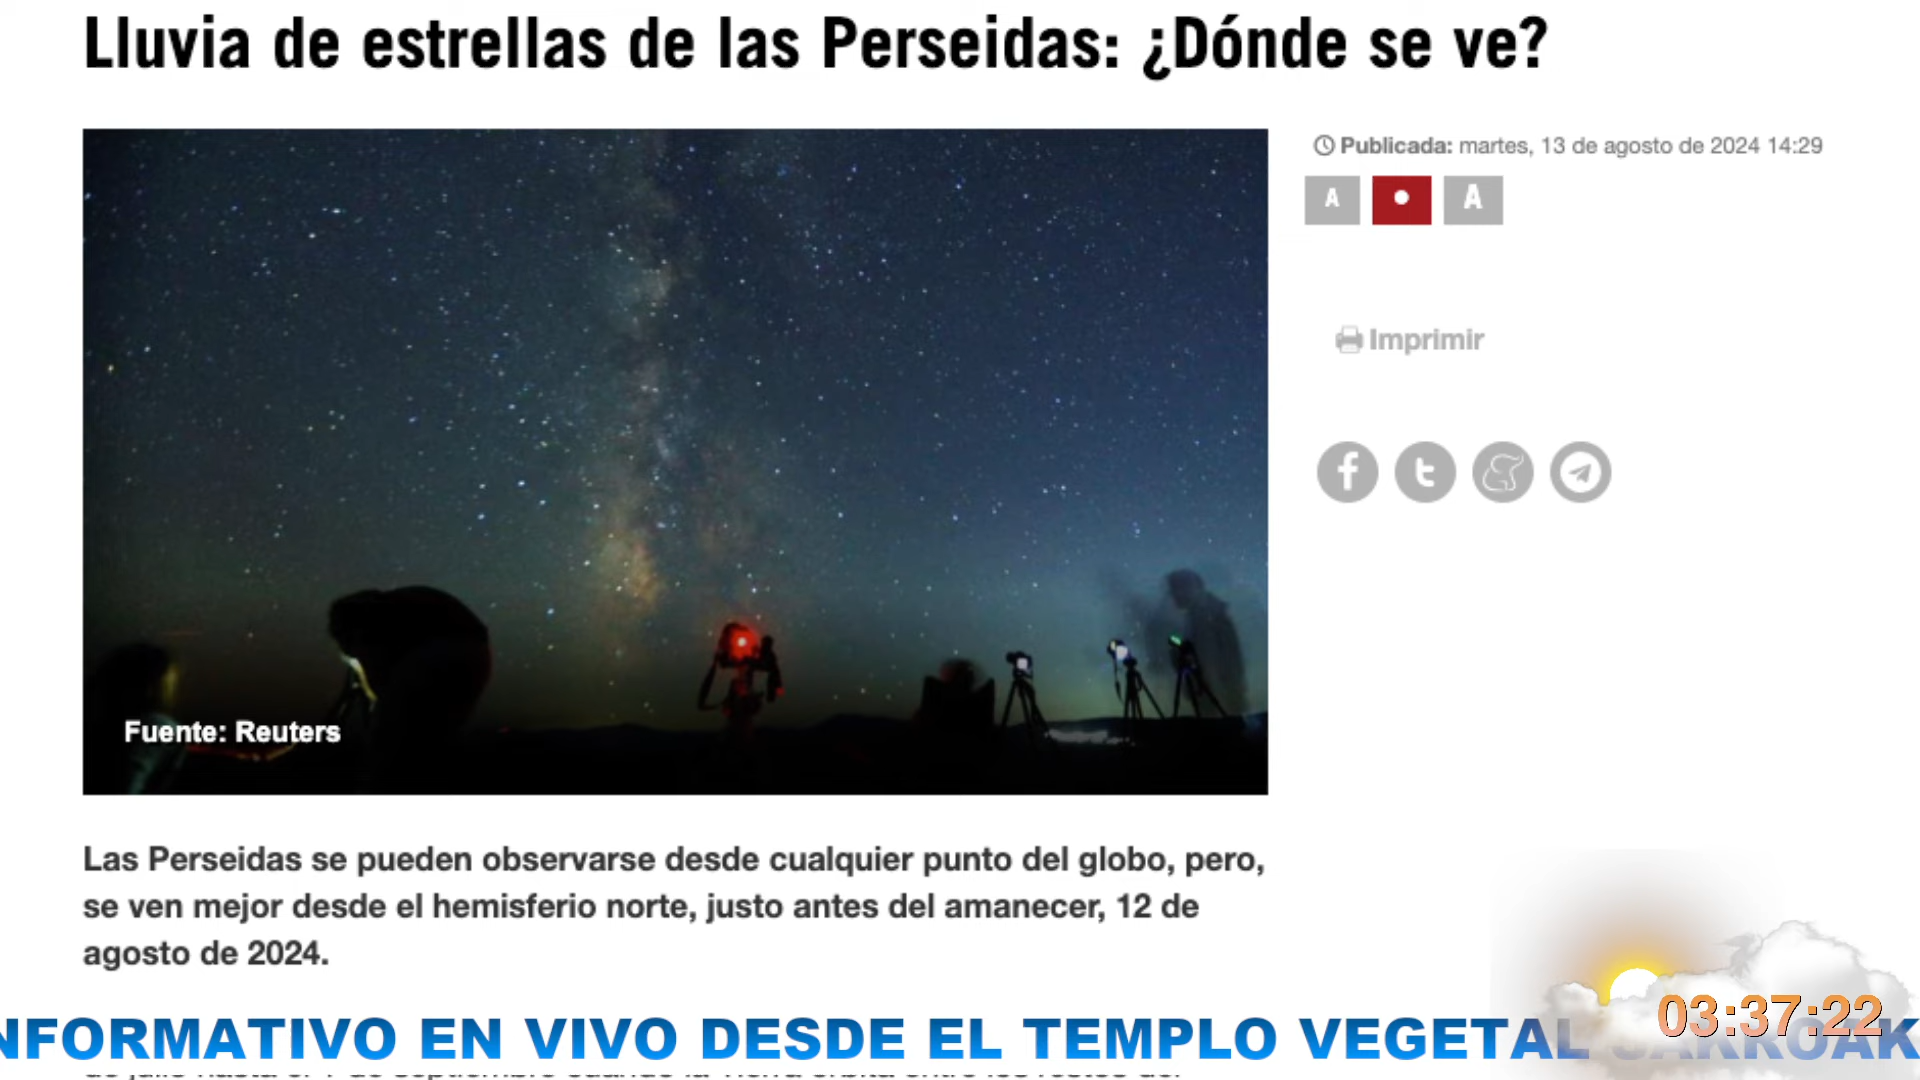 Lluvia de estrellas de las Perseidas: ¿Dónde se ve?
Publicada: martes, 13 de agosto de 2024 14:29
A A
Imprimir
Fuente: Reuters
Las Perseidas se pueden observarse desde cualquier punto del globo, pero,
se ven mejor desde el hemisferio norte, justo antes del amanecer, 12 de
agosto de 2024.
03:37:22
NFORMATIVO EN VIVO DESDE EL TEMPLO VEGETAL